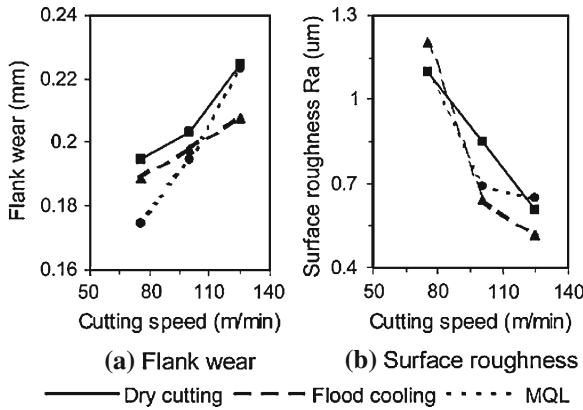 0.24
0.22
0.2
0.18
0.16
Flank wear (mm)
50 80 110 140
Cutting speed (m/min)
(a) Flank wear
1.3
1
0.7
0.4
Surface roughness Ra (um)
50 80 110 140
Cutting speed (m/min)
(b) Surface roughness
Dry cutting Flood cooling MQL